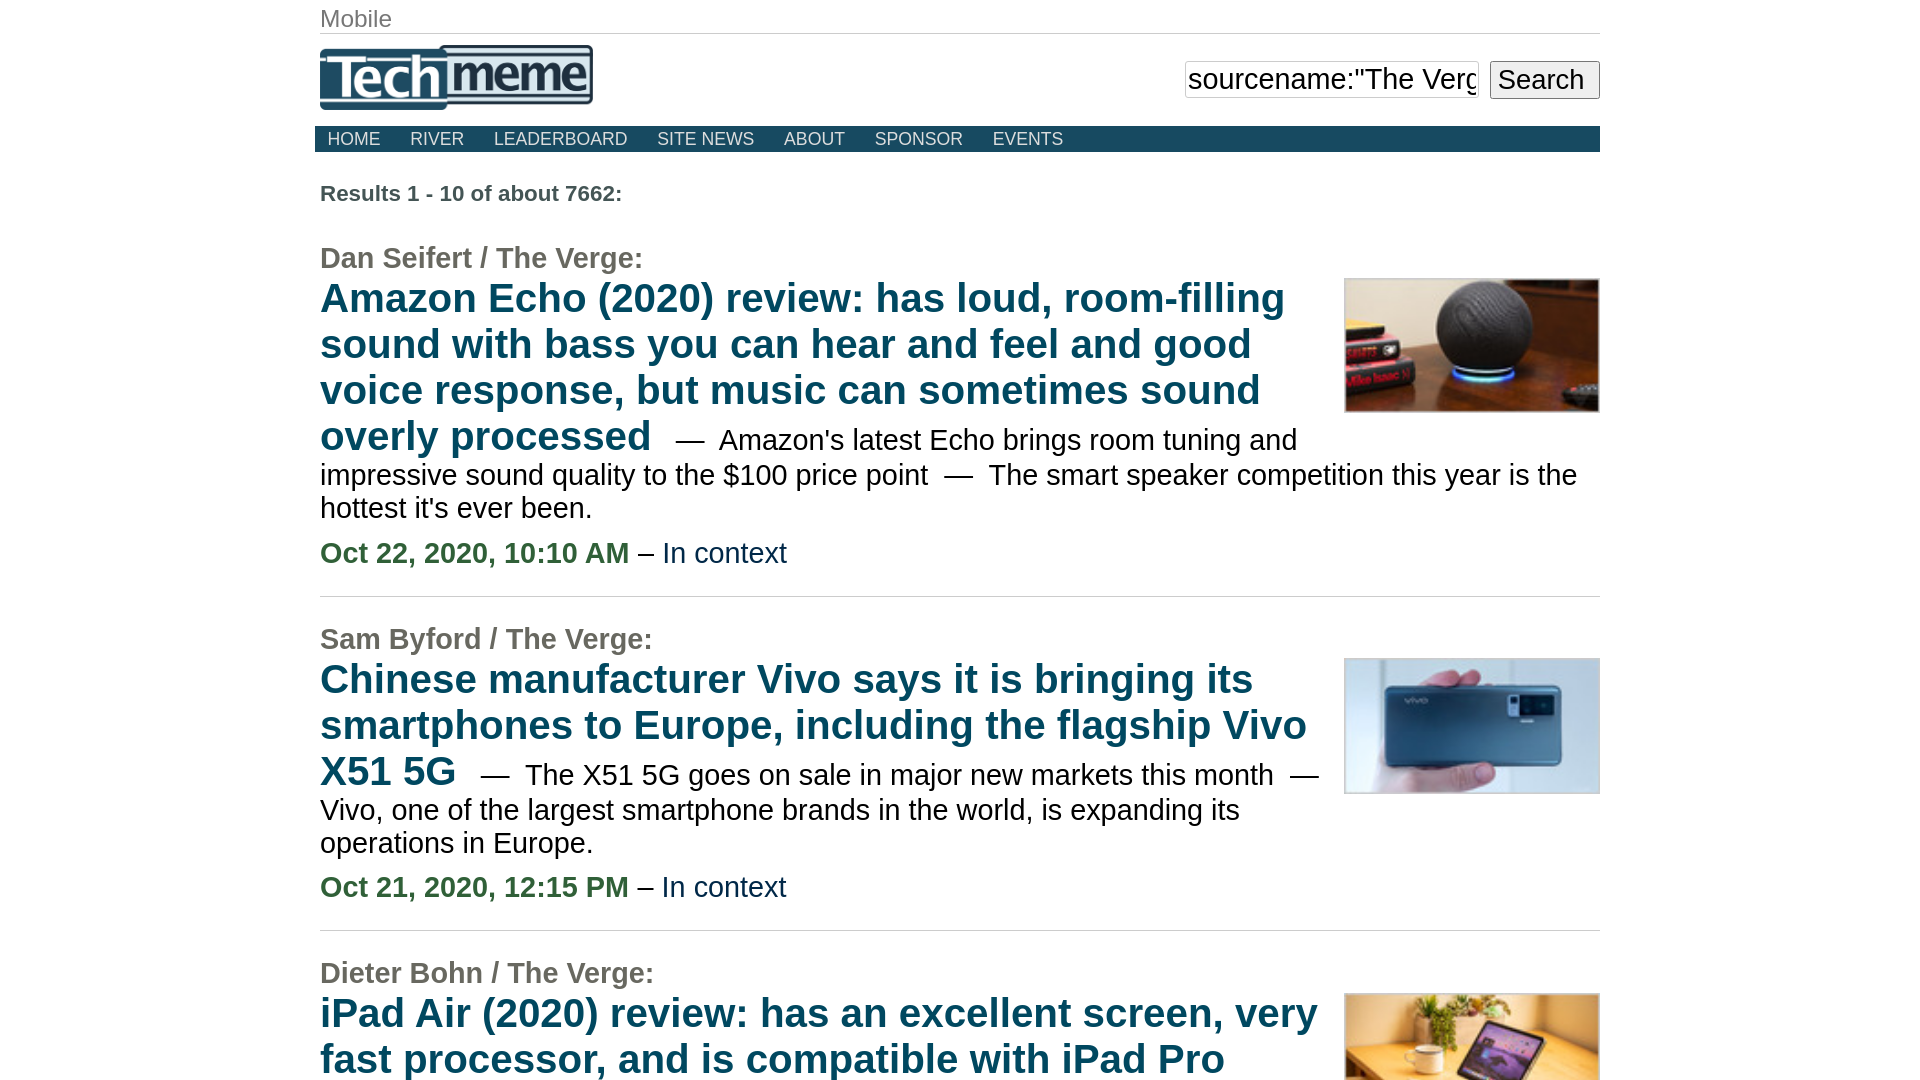 Mobile
Techmeme
sourcename:"The Verg
Search
HOME RIVER LEADERBOARD SITE NEWS ABOUT SPONSOR EVENTS
Results 1 - 10 of about 7662:
Dan Seifert / The Verge:
Amazon Echo (2020) review: has loud, room-filling
sound with bass you can hear and feel and good
voice response, but music can sometimes sound
overly processed — Amazon's latest Echo brings room tuning and
impressive sound quality to the $100 price point — The smart speaker competition this year is the
hottest it's ever been.
Mike Isaac
Oct 22, 2020, 10:10 AM – In context
Sam Byford / The Verge:
Chinese manufacturer Vivo says it is bringing its
smartphones to Europe, including the flagship Vivo
X51 5G — The X51 5G goes on sale in major new markets this month —
Vivo, one of the largest smartphone brands in the world, is expanding its
operations in Europe.
vivo
Oct 21, 2020, 12:15 PM – In context
Dieter Bohn / The Verge:
iPad Air (2020) review: has an excellent screen, very
fast processor, and is compatible with iPad Pro